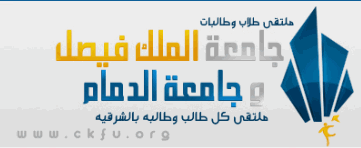 ملتقى طلاب وطالبات
جامعة الملك فيصل
و جامعة الدمام
ملتقى كل طالب وطالبه بالشرقيه
www.ckfu.org